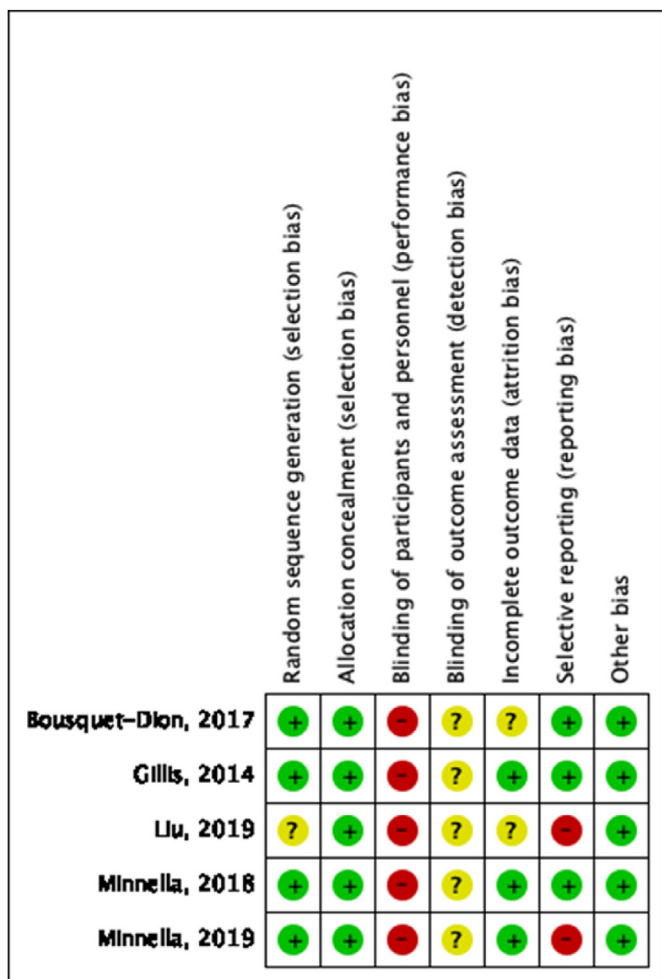 Random sequence generation (selection bias)
Allocation concealment (selection bias)
Blinding of participants and personnel (performance bias)
Blinding of outcome assessment (detection bias)
Incomplete outcome data (attrition bias)
Selective reporting (reporting bias)
Other bias
Bousquet-Dion, 2017 + + - ? ? + +
Gillis, 2014 + + - ? + + +
Liu, 2019 ? + - ? ? - +
Minnella, 2018 + + - ? + + +
Minnella, 2019 + + - ? + - +